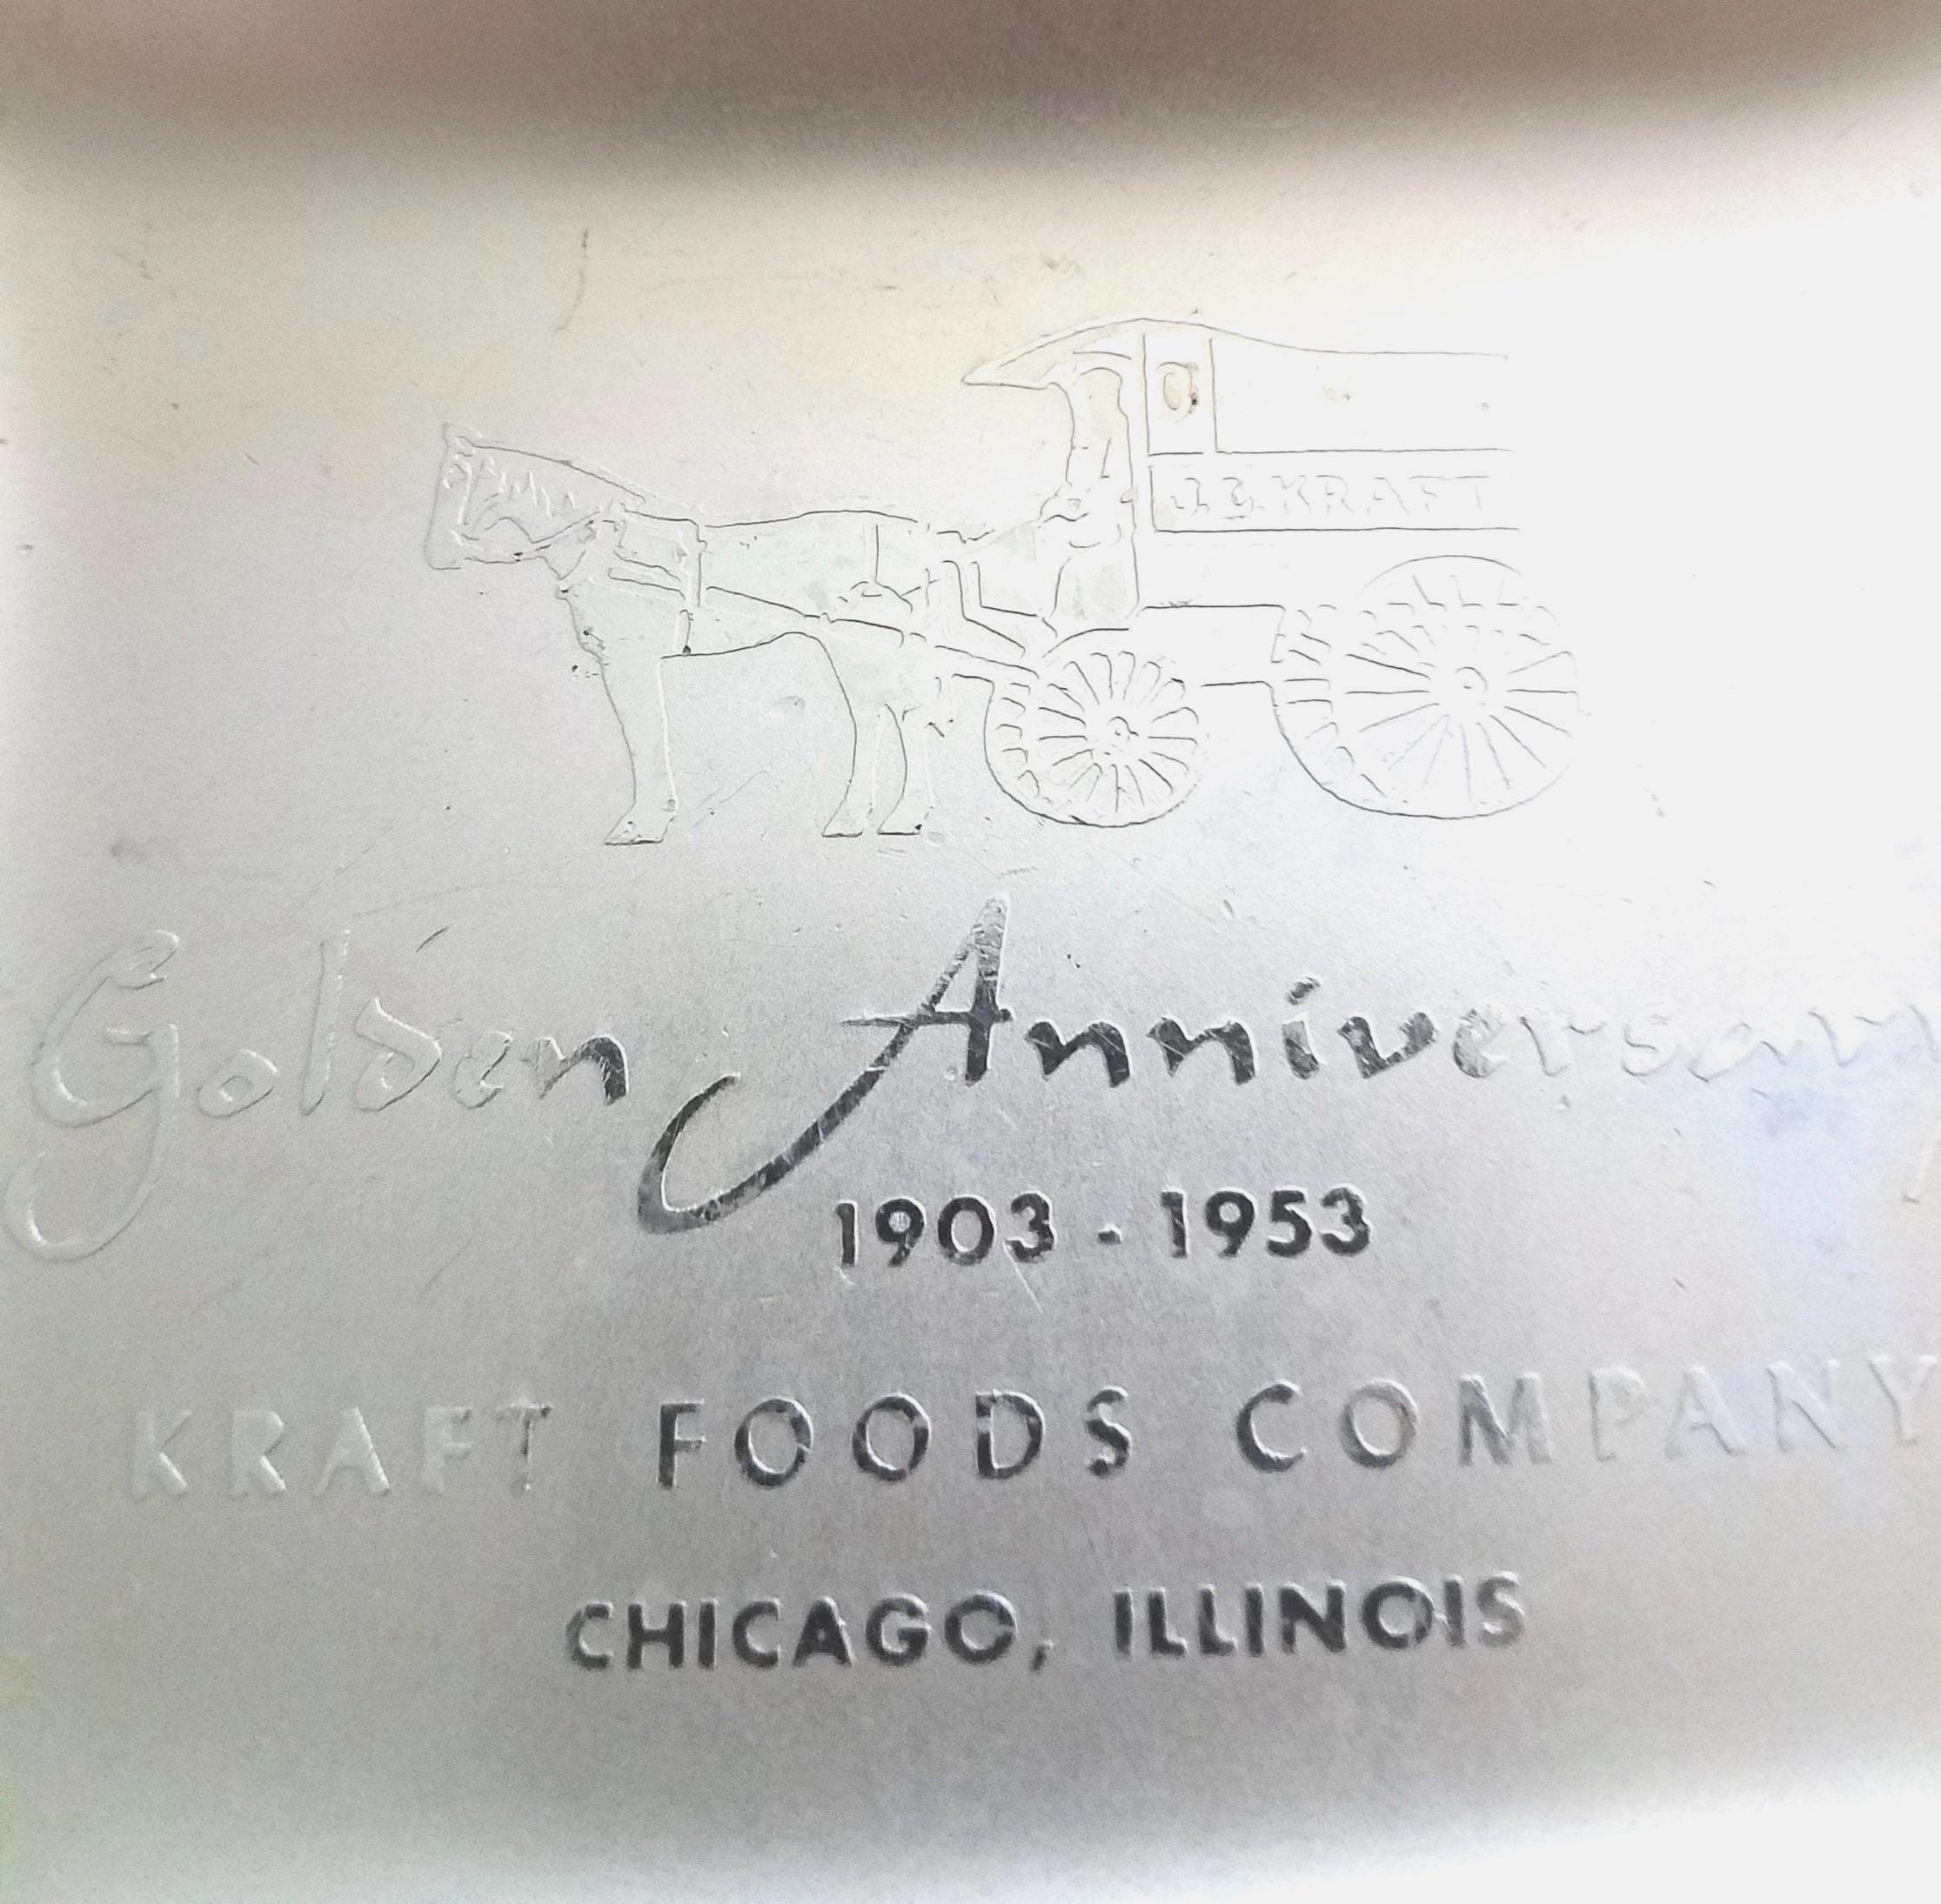 J.L.KRAFT
Golden Anniversary
1903 - 1953
KRAFT FOODS COMPANY
CHICAGO, ILLINOIS